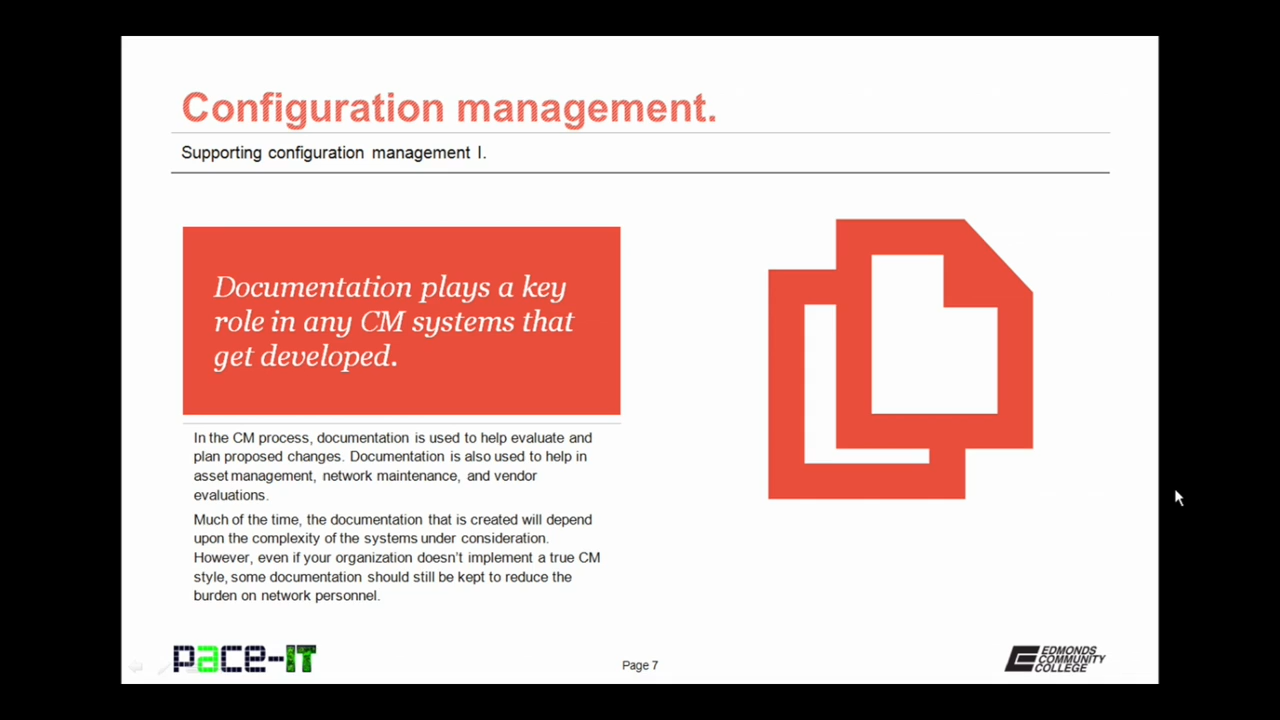 Configuration management.
Supporting configuration management I.
Documentation plays a key
role in any CM systems that
get developed.
In the CM process, documentation is used to help evaluate and
plan proposed changes. Documentation is also used to help in
asset management, network maintenance, and vendor
evaluations.
Much of the time, the documentation that is created will depend
upon the complexity of the systems under consideration.
However, even if your organization doesn't implement a true CM
style, some documentation should still be kept to reduce the
burden on network personnel.
pace-IT
Page 7
EDMONDS
COMMUNITY
COLLEGE